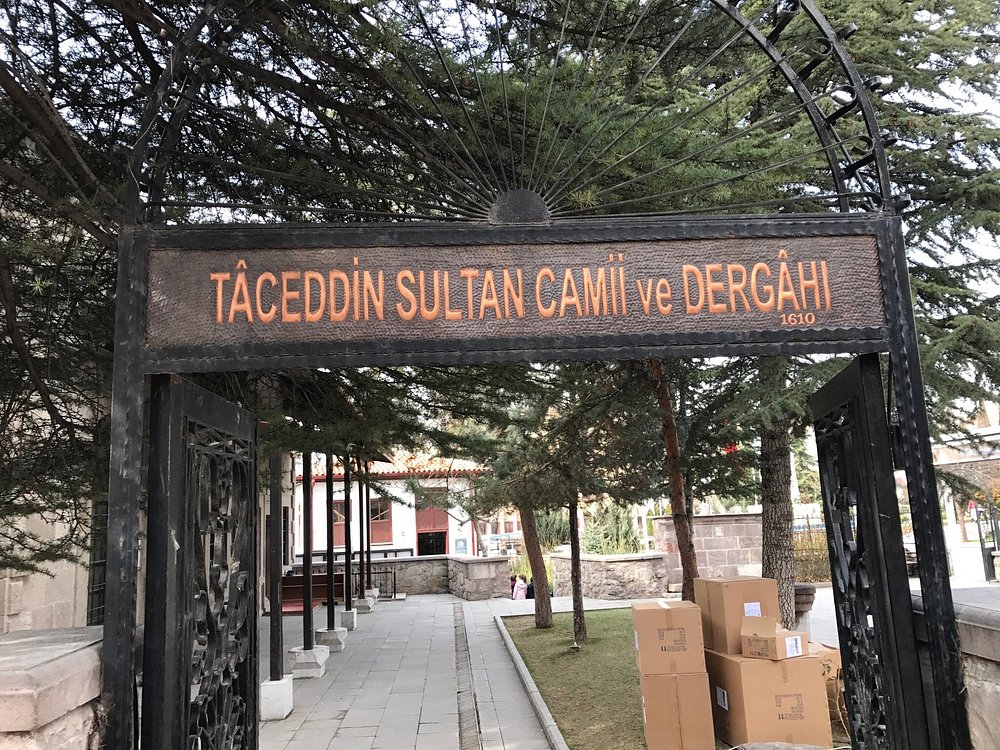 TÂCEDDİN SULTAN CAMİİ ve DERGÂHI
1610